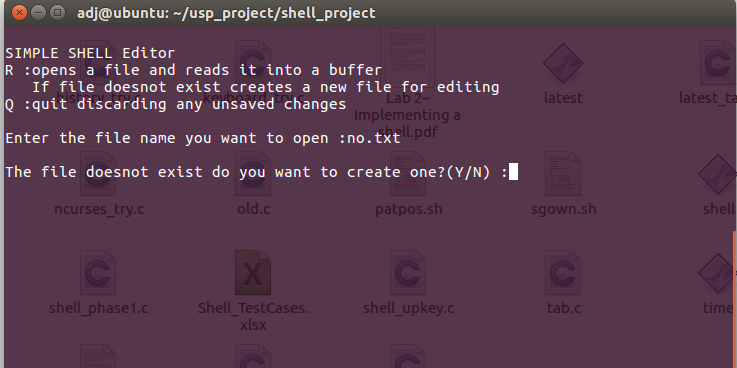 adj@ubuntu: ~/usp_project/shell_project
SIMPLE SHELL Editor
R :opens a file and reads it into a buffer
If file doesnot exist creates a new file for editing
Q :quit discarding any unsaved changes
Enter the file name you want to open :no.txt
The file doesnot exist do you want to create one?(Y/N) :
history_try.c
keyboard_try.c
Lab 2--
Implementing a
shell.pdf
latest
latest_ta
ncurses_try.c
old.c
patpos.sh
sgown.sh
shell
shell_phase1.c
Shell_TestCases.
xlsx
shell_upkey.c
tab.c
time